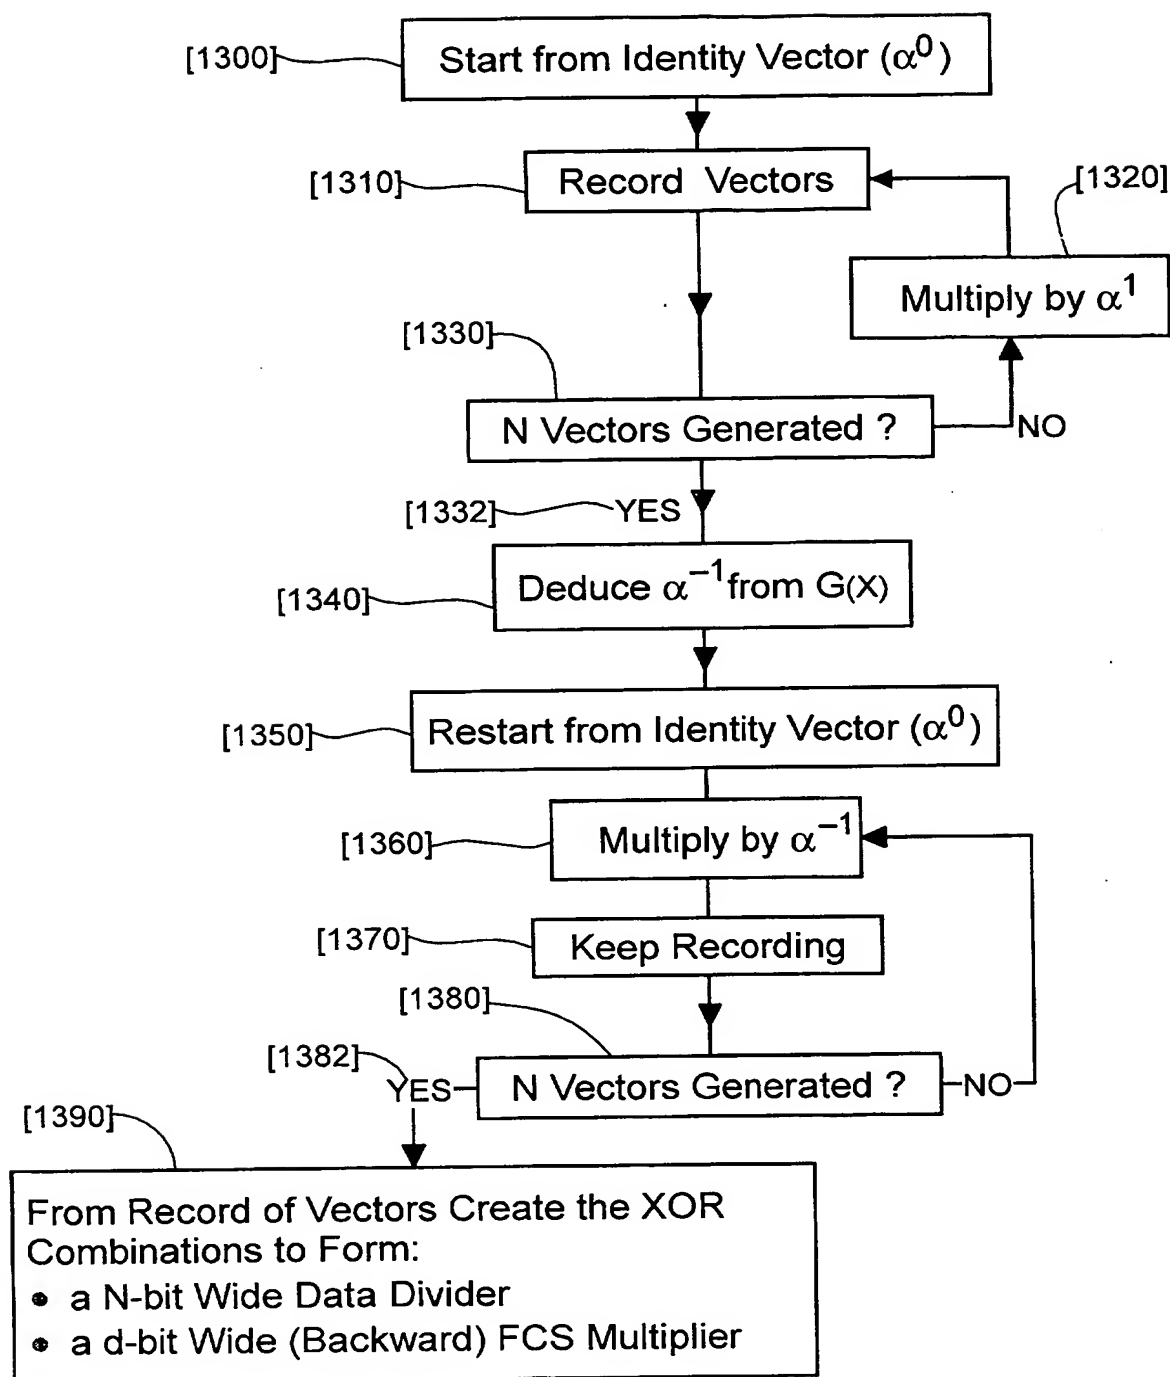 [1300]
Start from Identity Vector (α⁰)
[1310]
Record Vectors
[1320]
Multiply by α¹
[1330]
N Vectors Generated ?
NO
[1332]
YES
[1340]
Deduce α⁻¹ from G(X)
[1350]
Restart from Identity Vector (α⁰)
[1360]
Multiply by α⁻¹
[1370]
Keep Recording
[1380]
[1382]
YES
N Vectors Generated ?
NO
[1390]
From Record of Vectors Create the XOR
Combinations to Form:
• a N-bit Wide Data Divider
• a d-bit Wide (Backward) FCS Multiplier